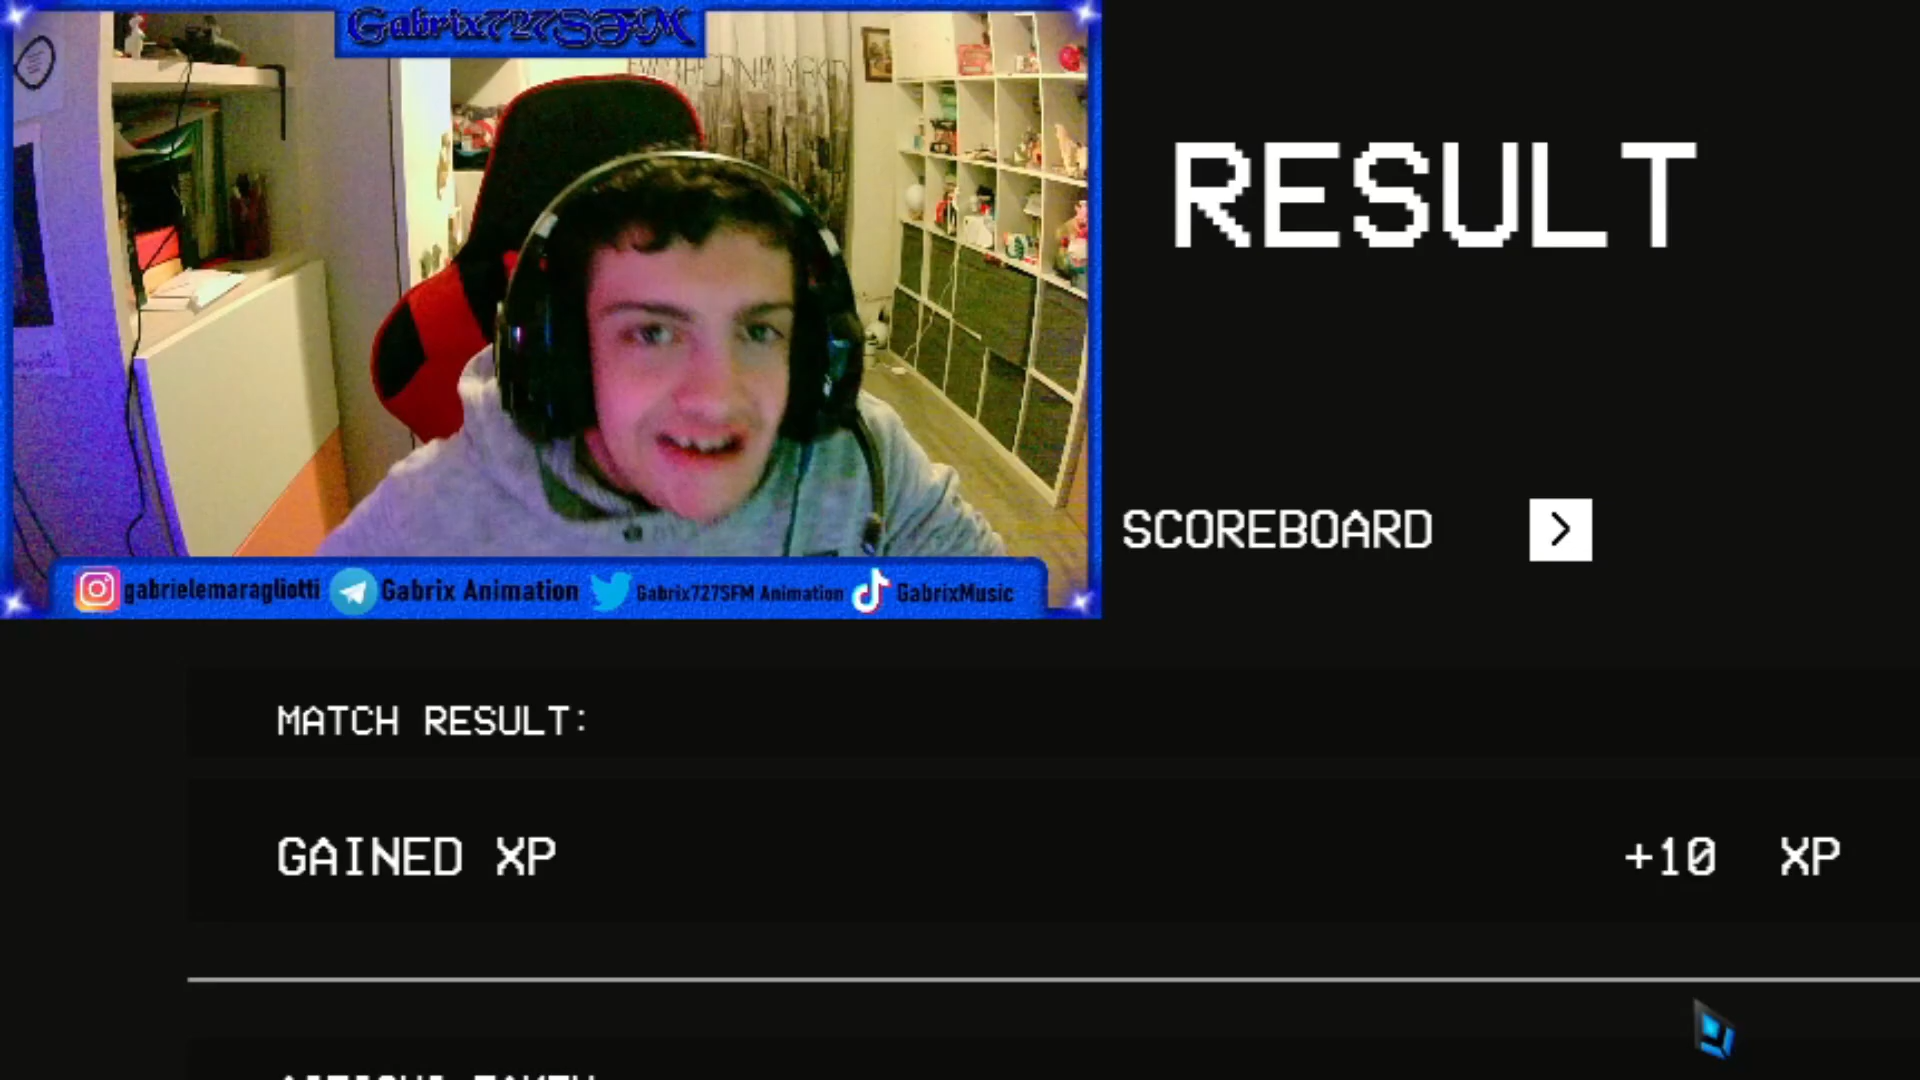 Gabrix727SFM
RESULT
SCOREBOARD
gabrielemaragliotti Gabrix Animation Gabrix727SFM Animation GabrixMusic
MATCH RESULT:
GAINED XP +10 XP